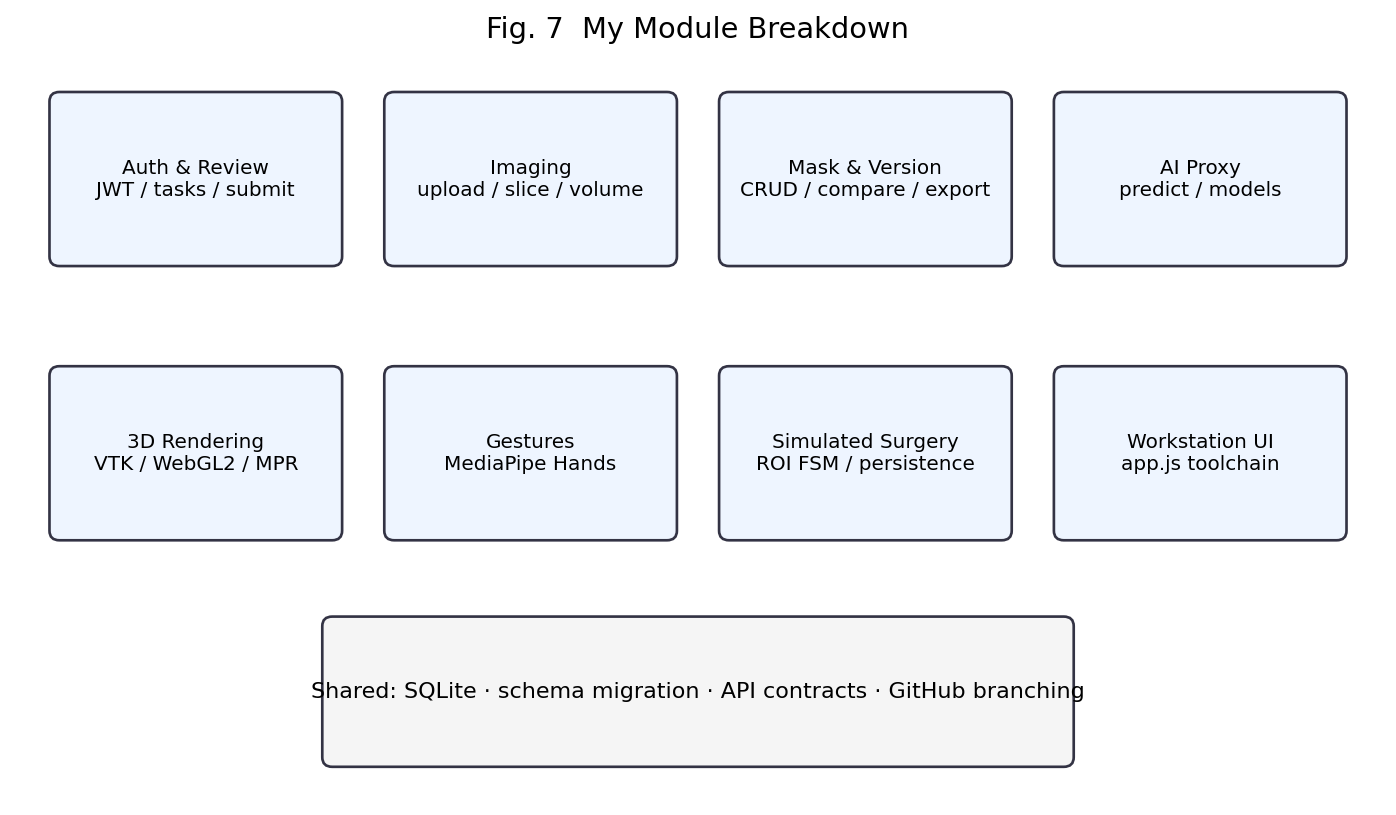 Fig. 7  My Module Breakdown
Auth & Review
JWT / tasks / submit
Imaging
upload / slice / volume
Mask & Version
CRUD / compare / export
AI Proxy
predict / models
3D Rendering
VTK / WebGL2 / MPR
Gestures
MediaPipe Hands
Simulated Surgery
ROI FSM / persistence
Workstation UI
app.js toolchain
Shared: SQLite · schema migration · API contracts · GitHub branching